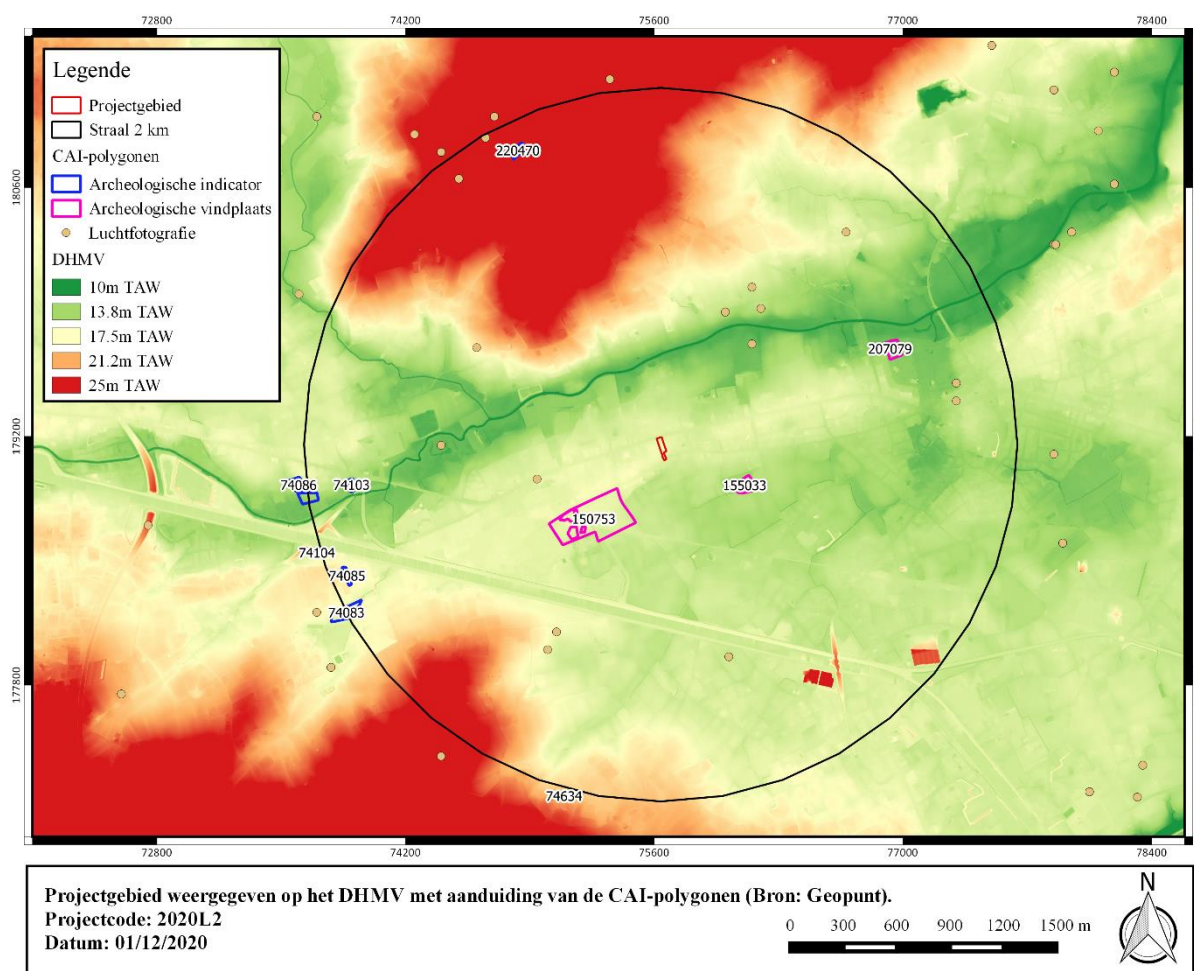 72800 74200 75600 77000 78400
Legende
Projectgebied
Straal 2 km
CAI-polygonen
Archeologische indicator
Archeologische vindplaats
Luchtfotografie
DHMV
10m TAW
13.8m TAW
17.5m TAW
21.2m TAW
25m TAW
220470
180600
180600
207079
179200
179200
74086 74103
155033
150753
74104
74085
74083
177800
177800
74634
72800 74200 75600 77000 78400
Projectgebied weergegeven op het DHMV met aanduiding van de CAI-polygonen (Bron: Geopunt).
Projectcode: 2020L2
Datum: 01/12/2020
0 300 600 900 1200 1500 m
N